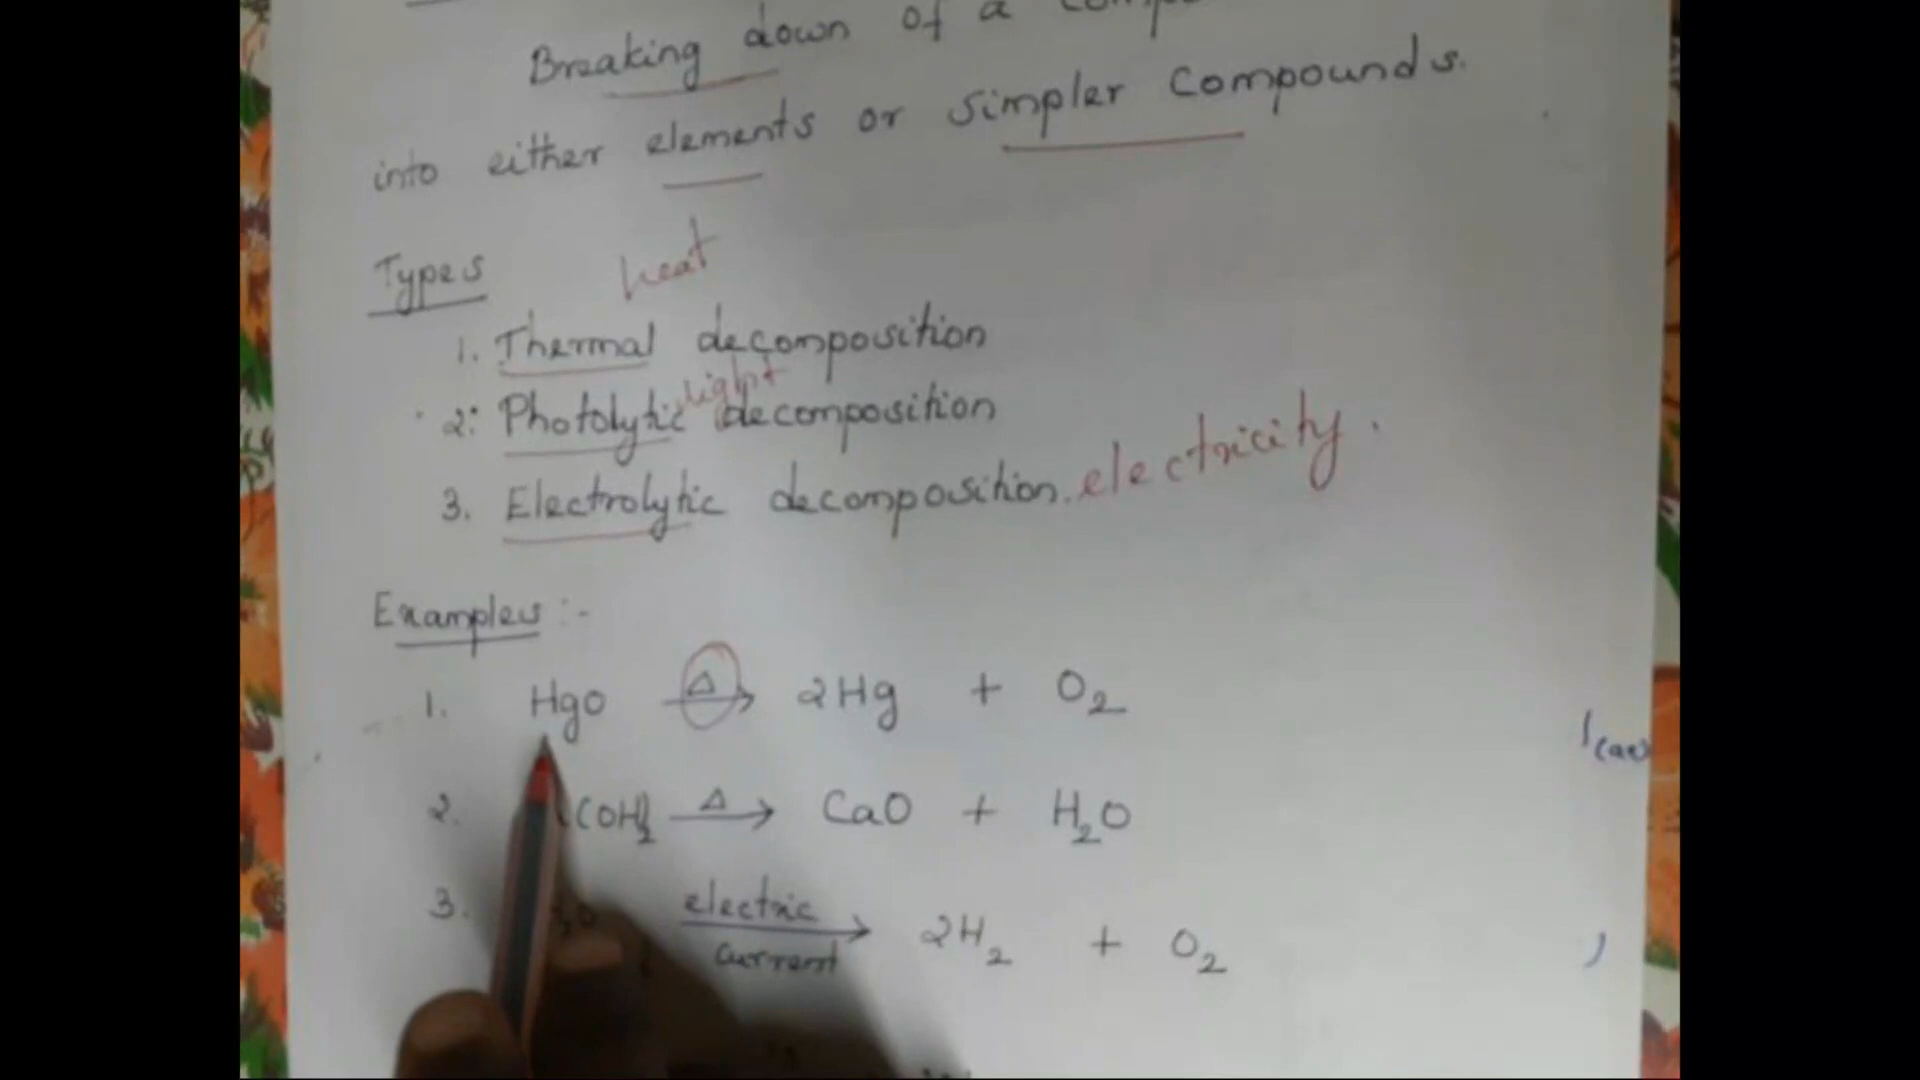 Breaking down of a
into either elements or simpler compounds.
Types
heat
1. Thermal decomposition
light
2. Photolytic decomposition
3. Electrolytic decomposition. electricity.
Examples :-
1. HgO —Δ→ 2Hg + O₂
2. (OH)₂ —Δ→ CaO + H₂O
3. electric current → 2H₂ + O₂